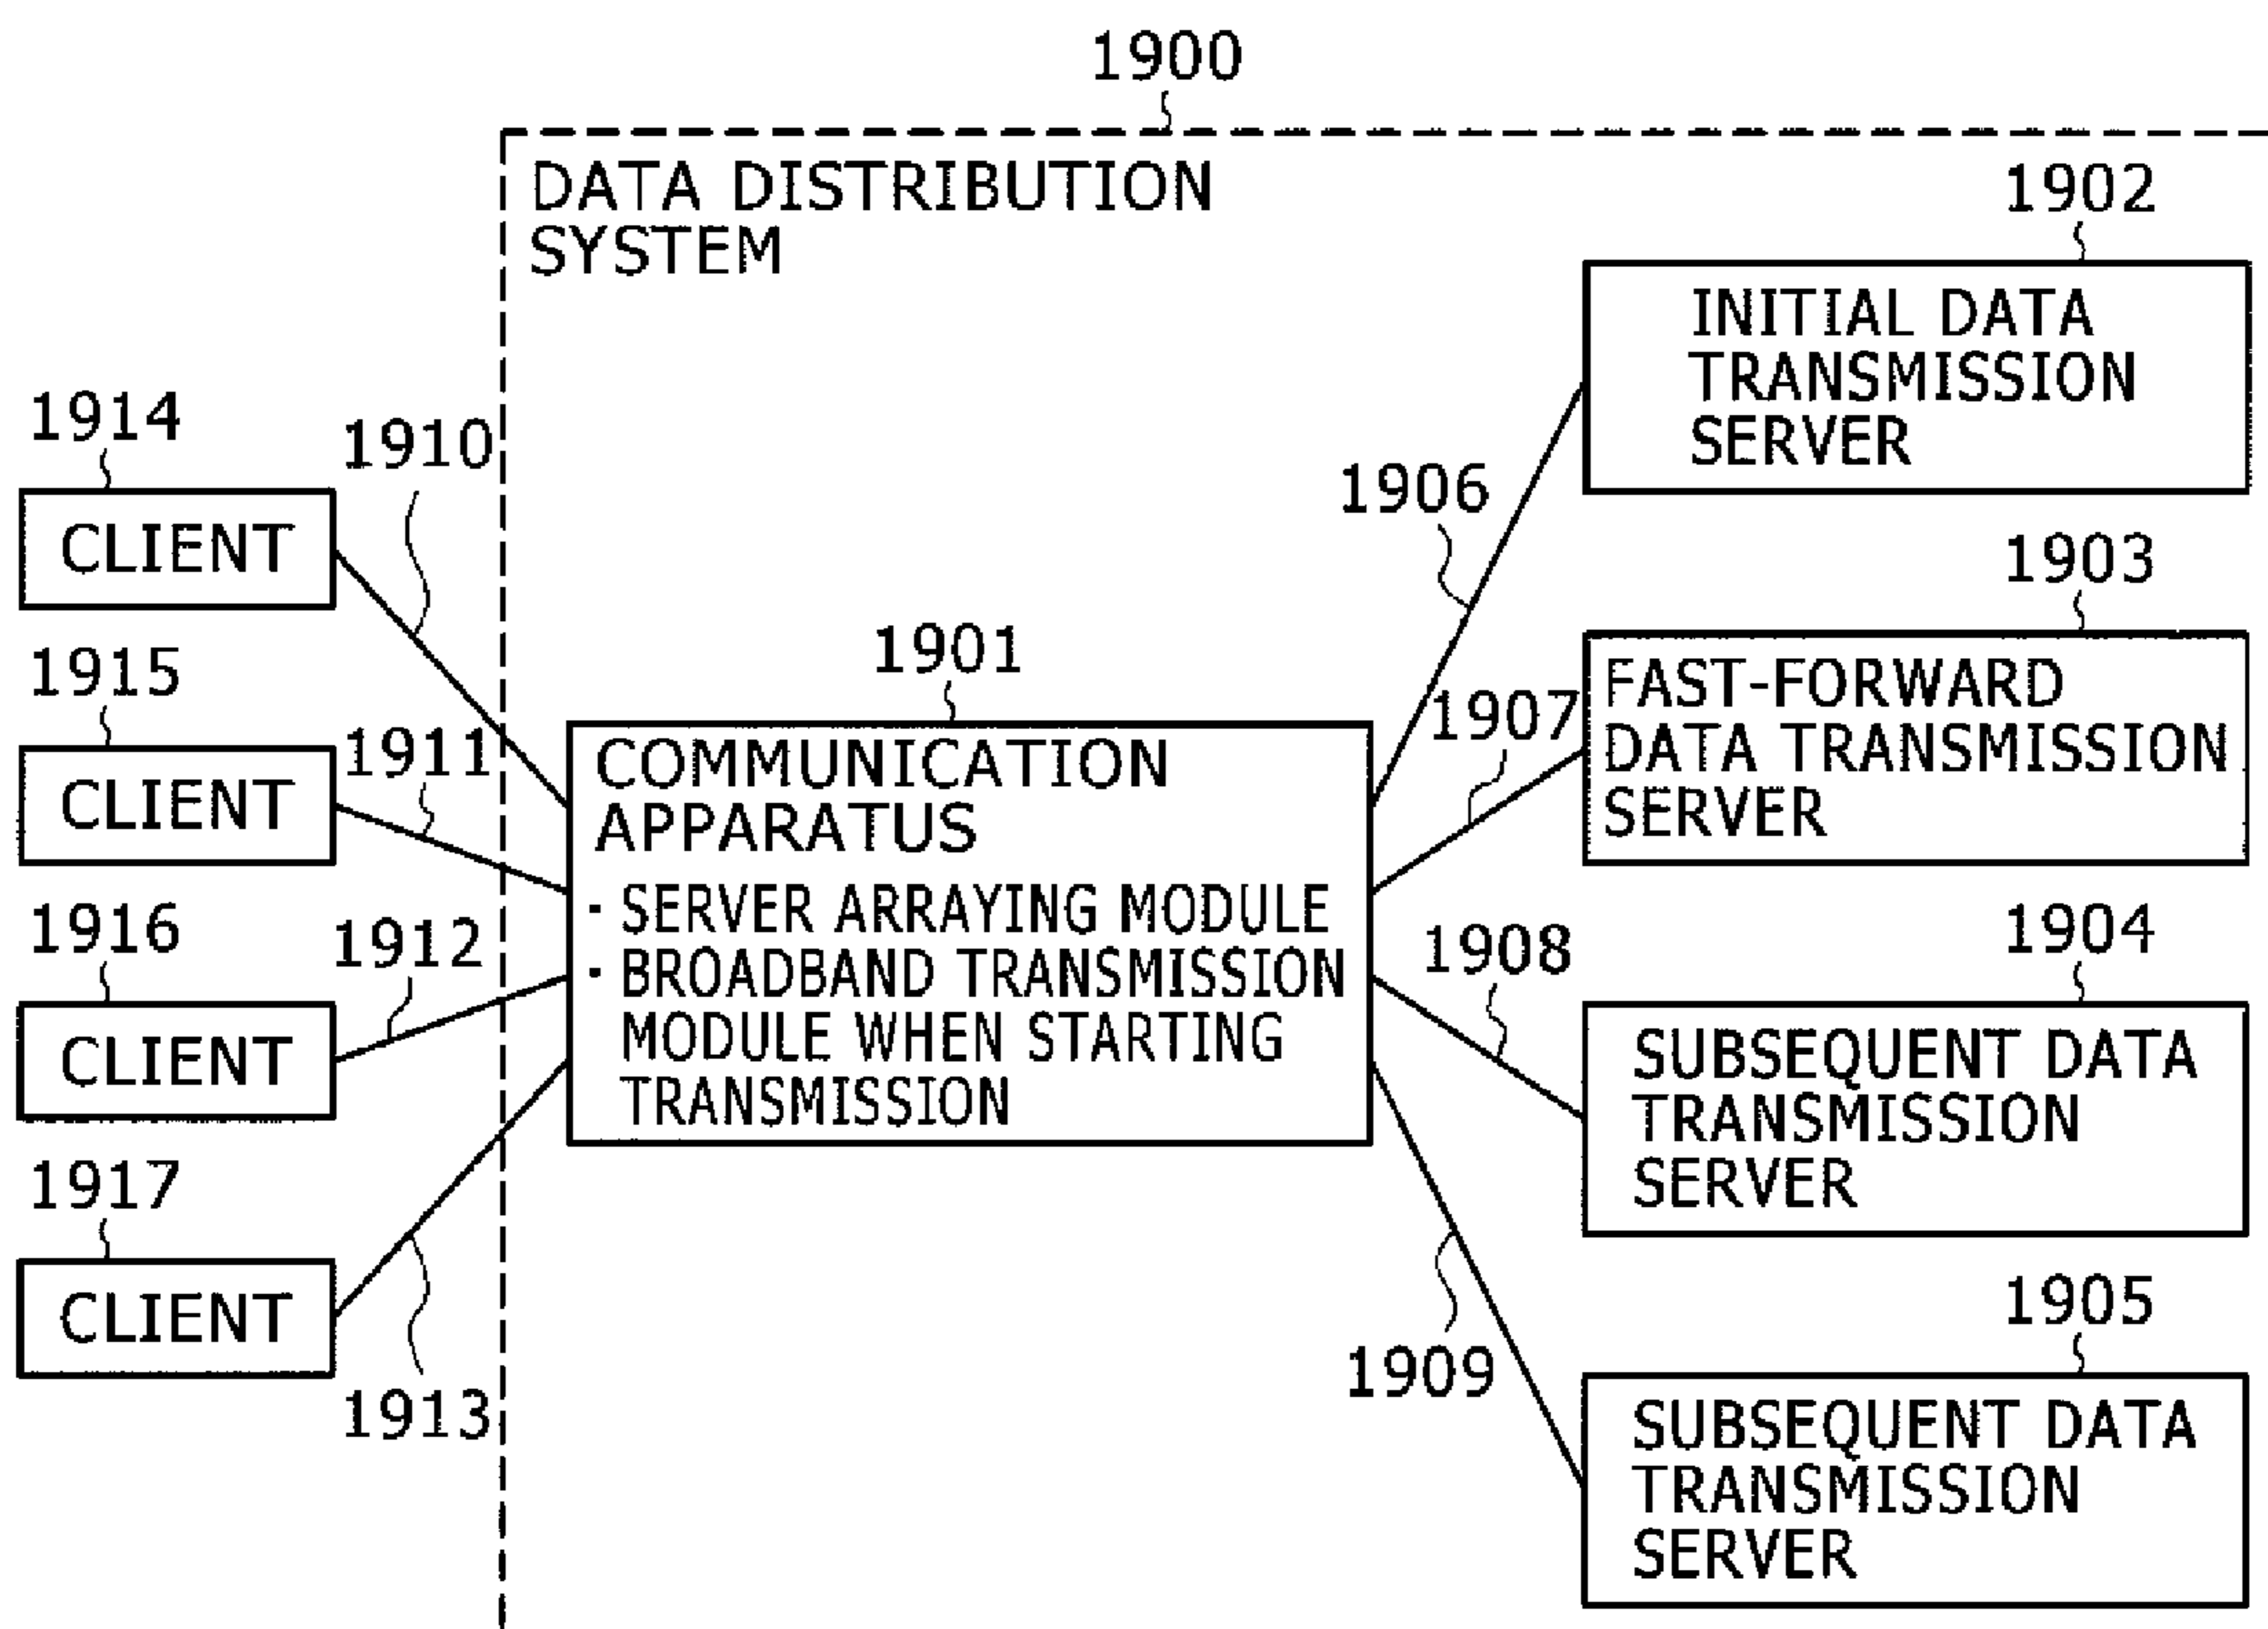 1900
DATA DISTRIBUTION
SYSTEM
1902
INITIAL DATA
TRANSMISSION
SERVER
1914
1910
CLIENT
1906
1903
FAST-FORWARD
DATA TRANSMISSION
SERVER
1915
1911
CLIENT
1901
1907
COMMUNICATION
APPARATUS
· SERVER ARRAYING MODULE
· BROADBAND TRANSMISSION
MODULE WHEN STARTING
TRANSMISSION
1916
1912
CLIENT
1908
1904
SUBSEQUENT DATA
TRANSMISSION
SERVER
1917
CLIENT
1913
1909
1905
SUBSEQUENT DATA
TRANSMISSION
SERVER